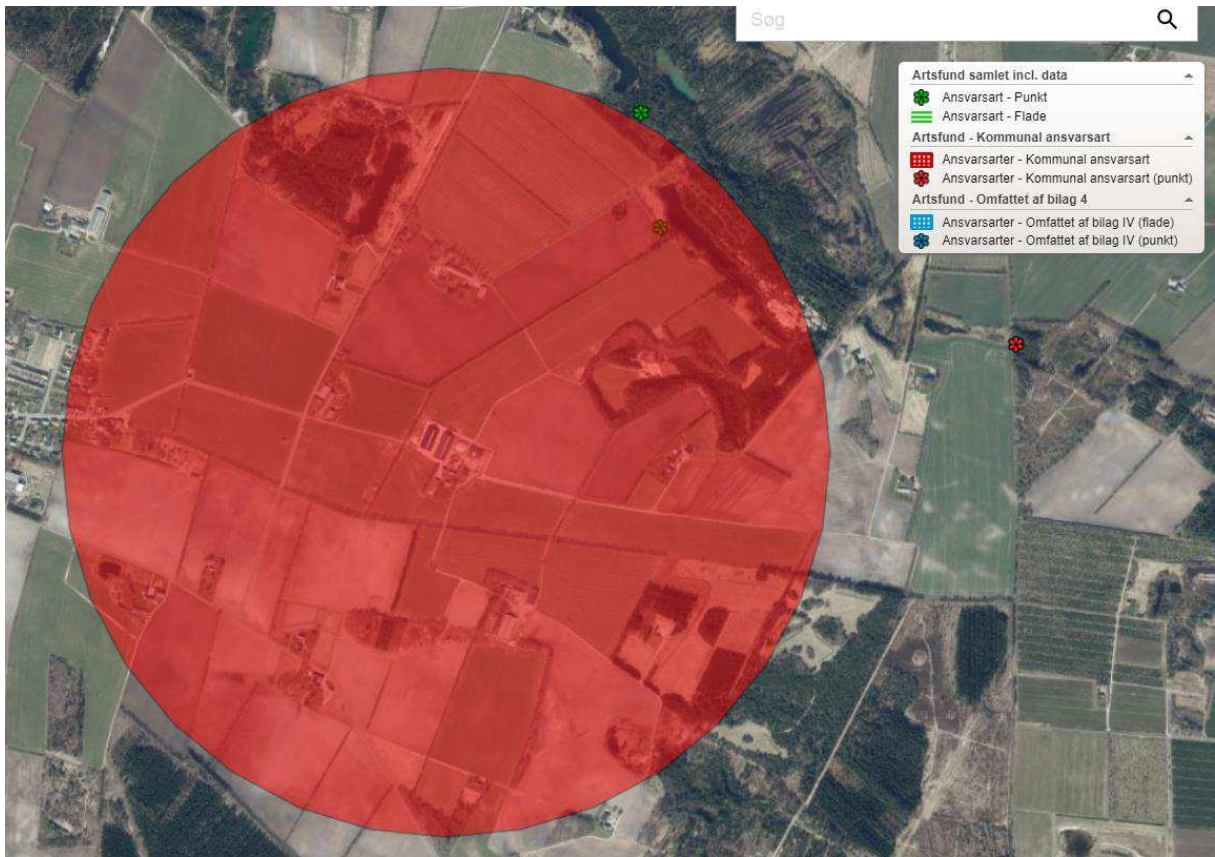 Søg
Artsfund samlet incl. data
Ansvarsart - Punkt
Ansvarsart - Flade
Artsfund - Kommunal ansvarsart
Ansvarsarter - Kommunal ansvarsart
Ansvarsarter - Kommunal ansvarsart (punkt)
Artsfund - Omfattet af bilag 4
Ansvarsarter - Omfattet af bilag IV (flade)
Ansvarsarter - Omfattet af bilag IV (punkt)